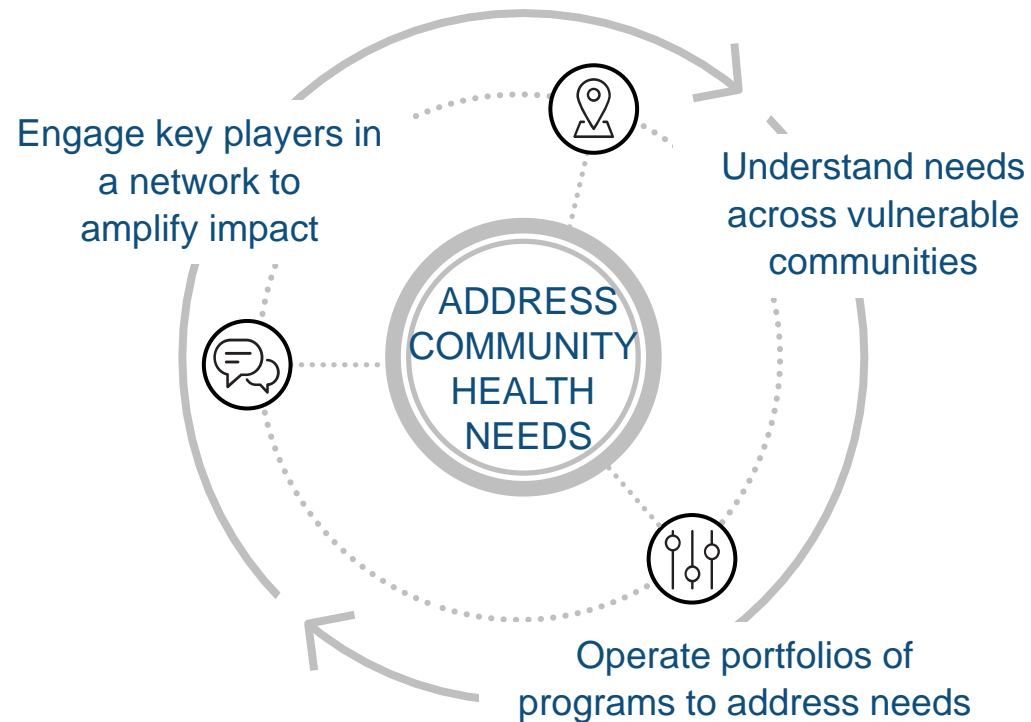 Engage key players in
a network to
amplify impact
Understand needs
across vulnerable
communities
ADDRESS
COMMUNITY
HEALTH
NEEDS
Operate portfolios of
programs to address needs